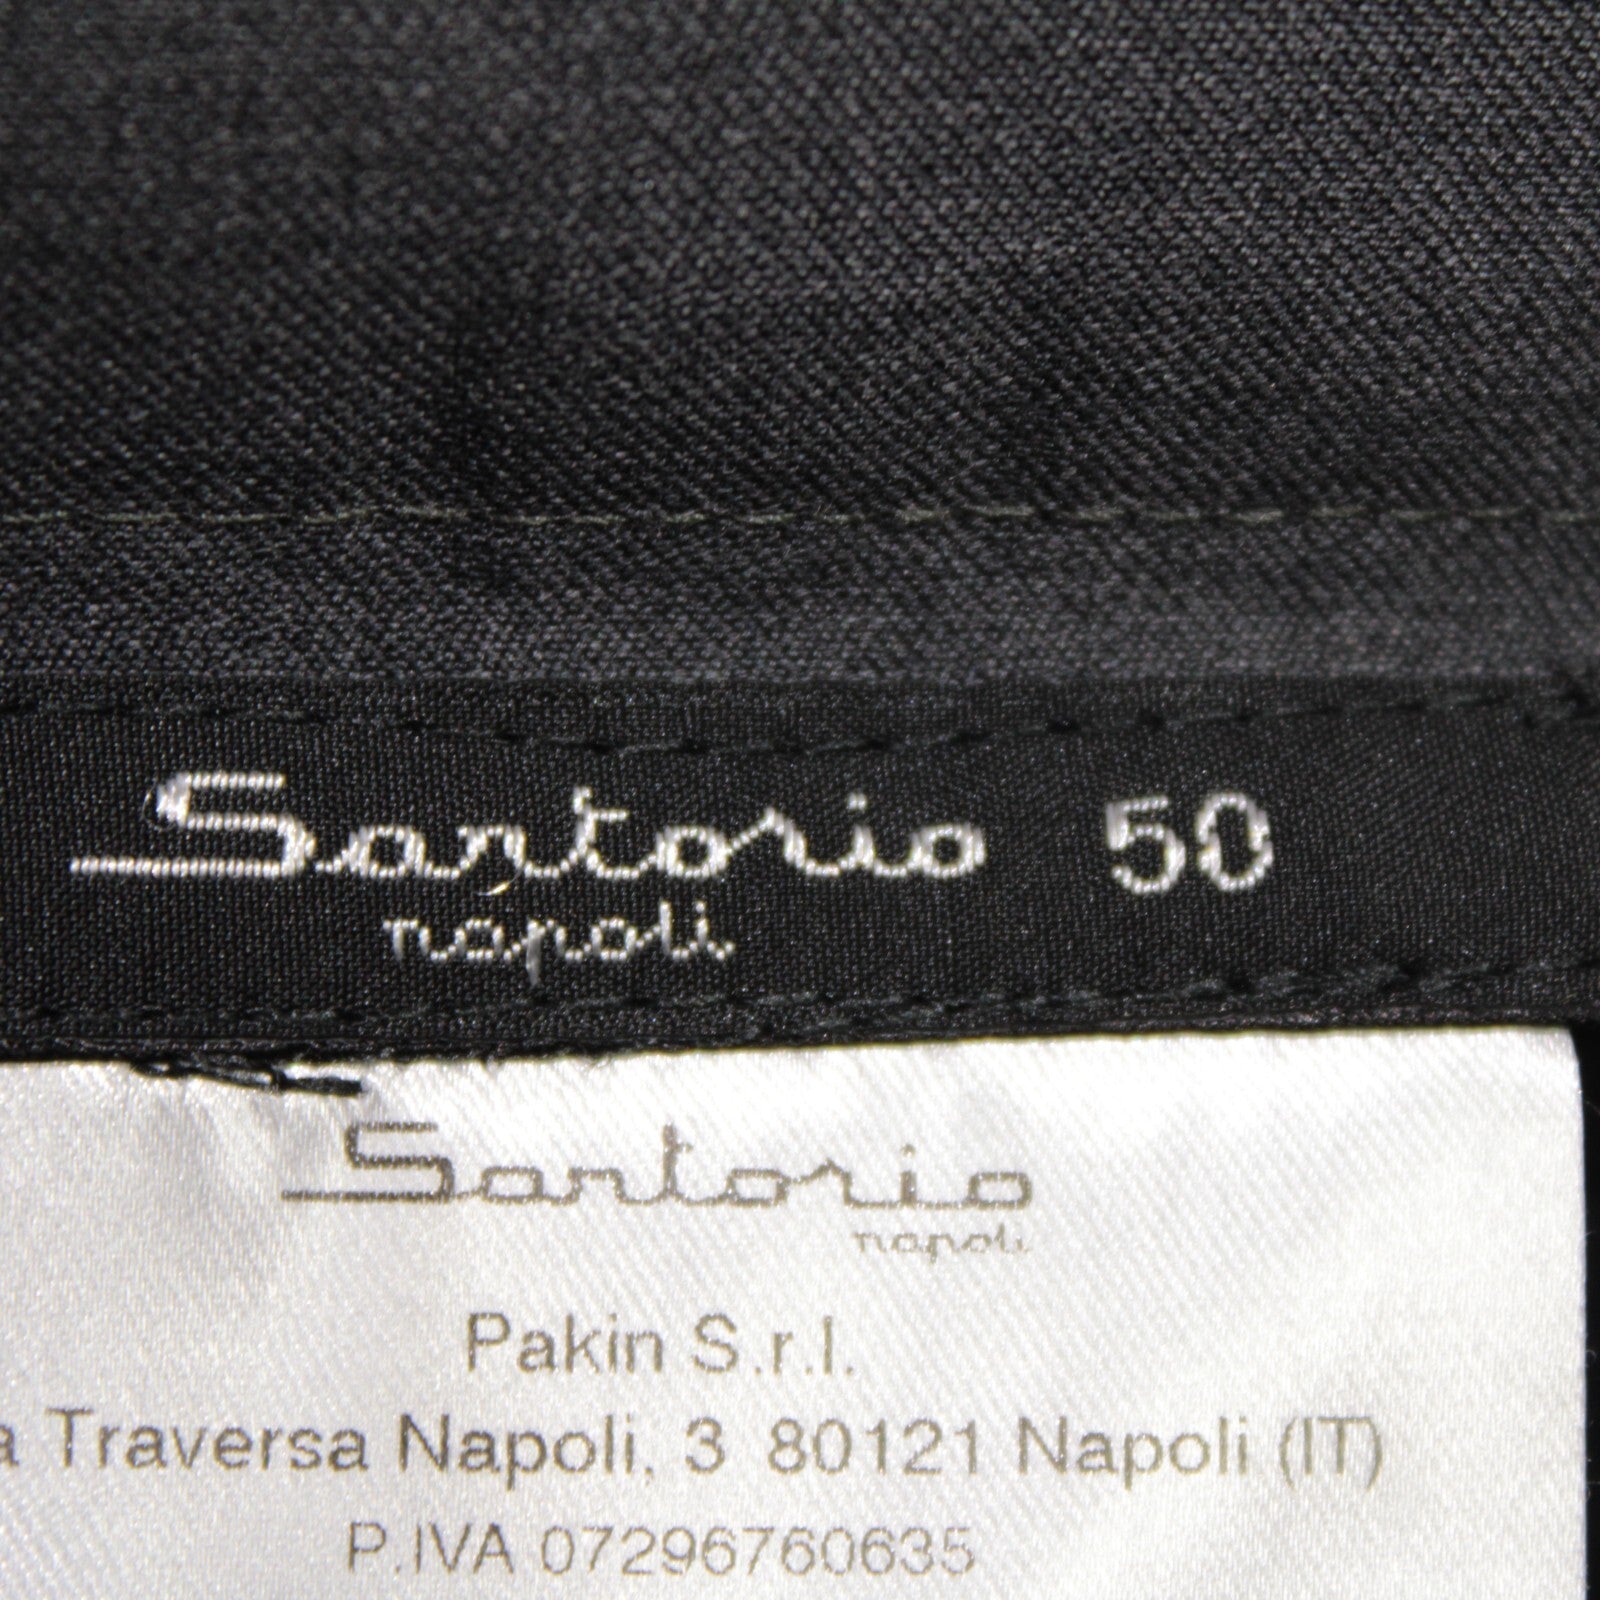 Sartorio 50
napoli
Sartorio
napoli
Pakin S.r.l.
a Traversa Napoli, 3 80121 Napoli (IT)
P.IVA 07296760635